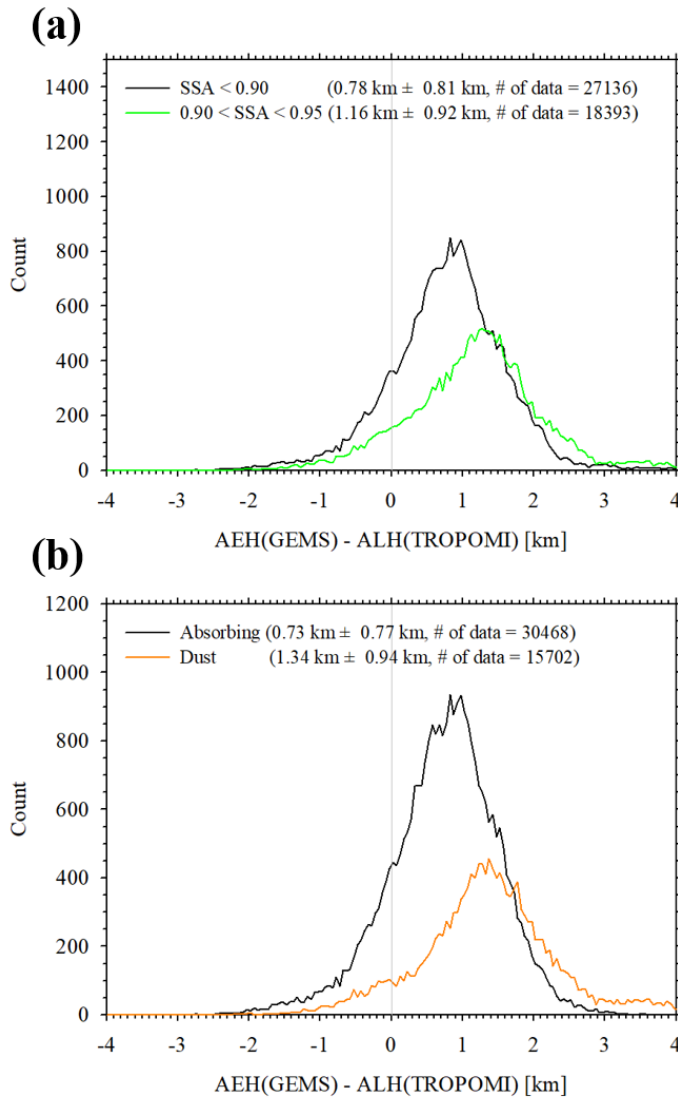 (a)
1400
1200
1000
800
600
400
200
0
Count
SSA < 0.90 (0.78 km ± 0.81 km, # of data = 27136)
0.90 < SSA < 0.95 (1.16 km ± 0.92 km, # of data = 18393)
-4 -3 -2 -1 0 1 2 3 4
AEH(GEMS) - ALH(TROPOMI) [km]
(b)
1200
1000
800
600
400
200
0
Count
Absorbing (0.73 km ± 0.77 km, # of data = 30468)
Dust (1.34 km ± 0.94 km, # of data = 15702)
-4 -3 -2 -1 0 1 2 3 4
AEH(GEMS) - ALH(TROPOMI) [km]